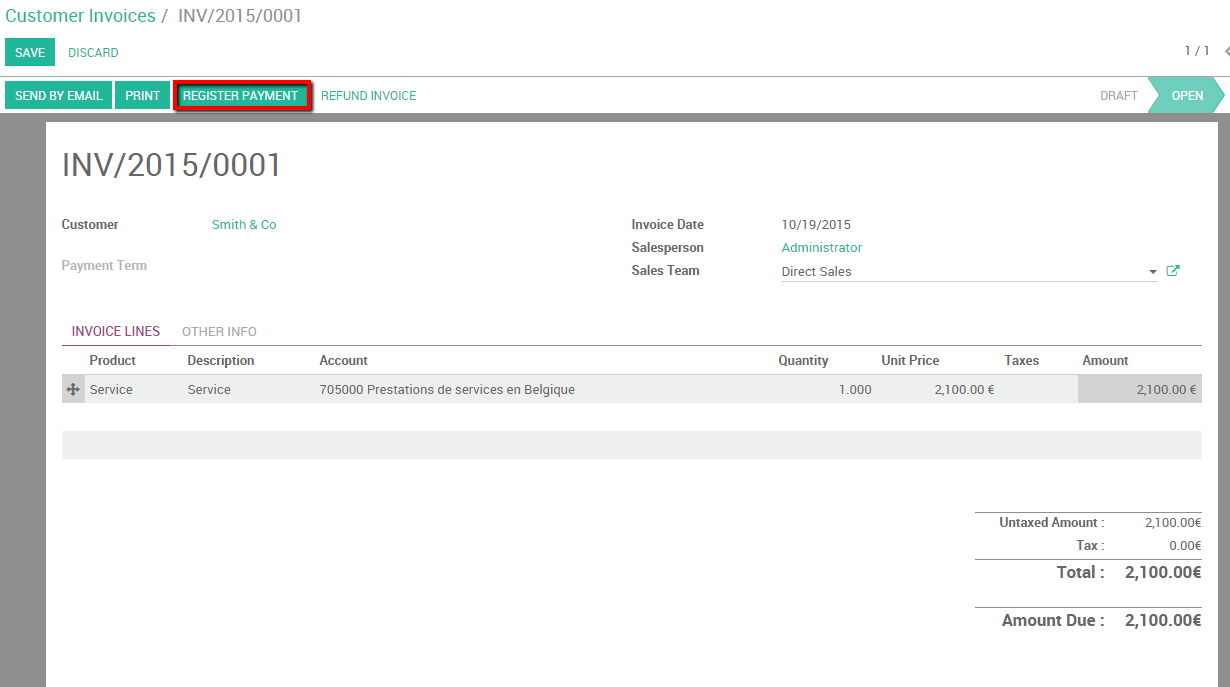 Customer Invoices / INV/2015/0001
SAVE DISCARD 1 / 1
SEND BY EMAIL PRINT REGISTER PAYMENT REFUND INVOICE DRAFT OPEN
INV/2015/0001
Customer Smith & Co Invoice Date 10/19/2015
Salesperson Administrator
Payment Term Sales Team Direct Sales
INVOICE LINES OTHER INFO
Product Description Account Quantity Unit Price Taxes Amount
Service Service 705000 Prestations de services en Belgique 1.000 2,100.00 € 2,100.00 €
Untaxed Amount : 2,100.00€
Tax : 0.00€
Total : 2,100.00€
Amount Due : 2,100.00€